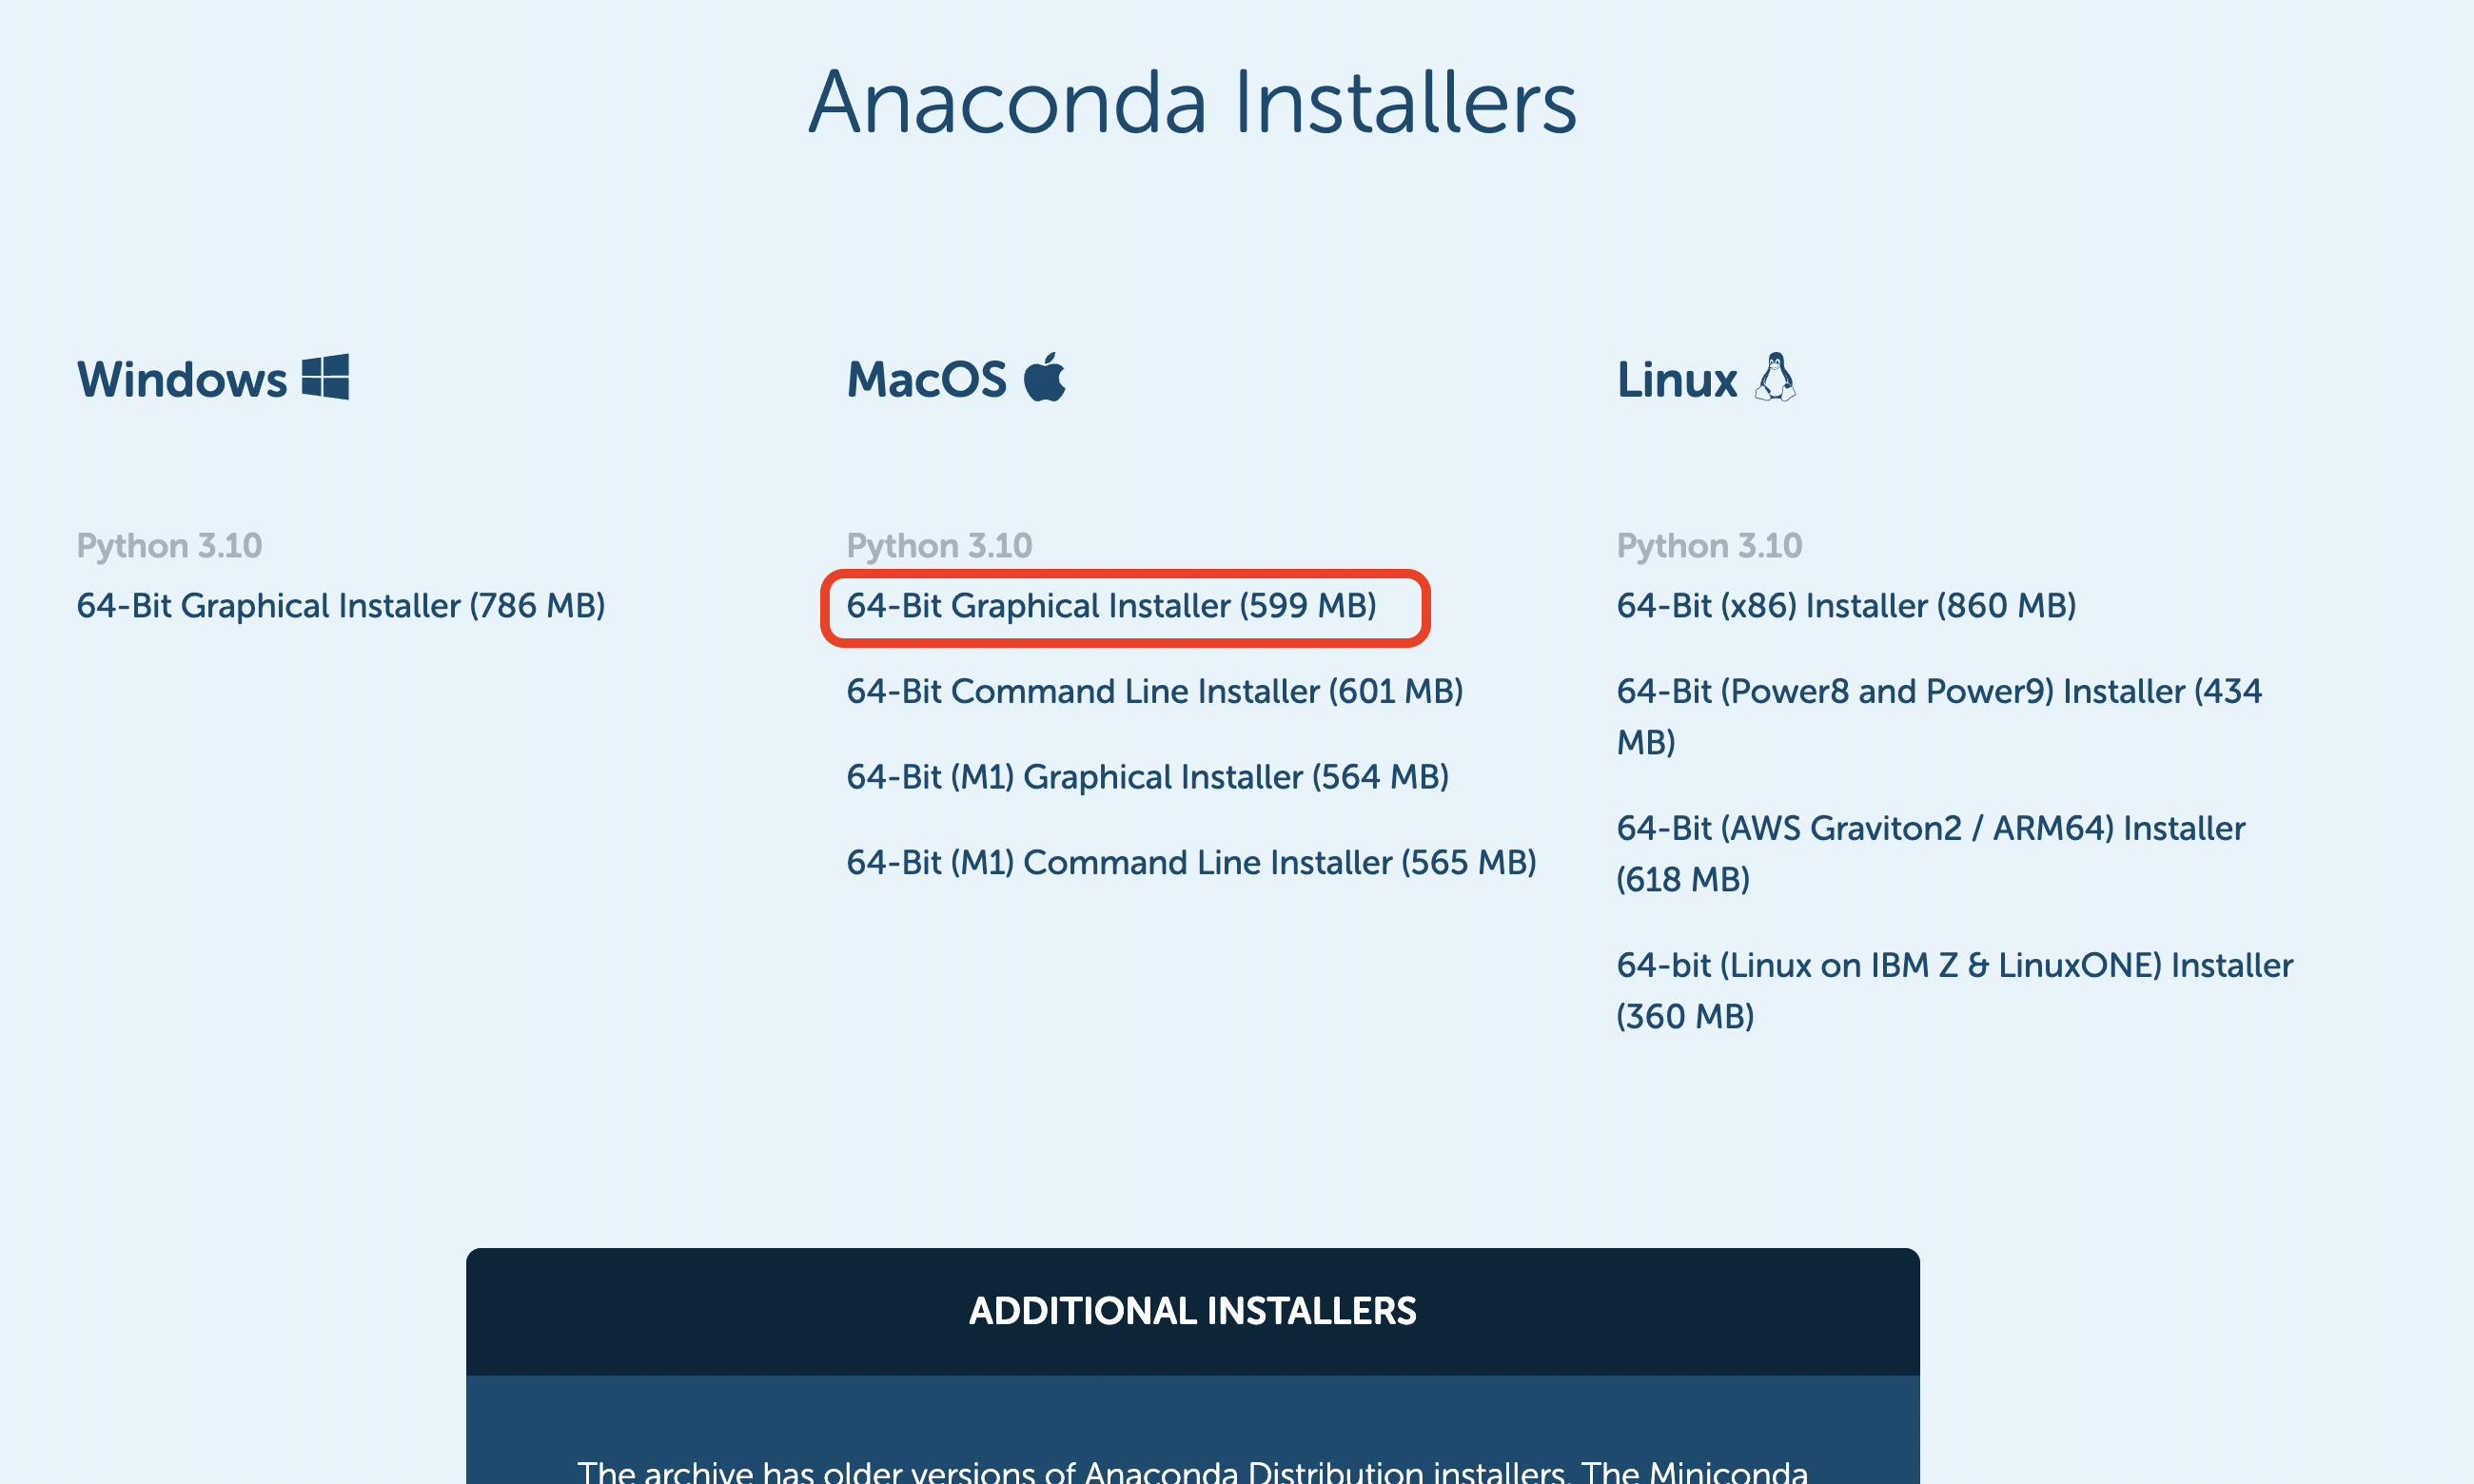 Anaconda Installers
Windows
Python 3.10
64-Bit Graphical Installer (786 MB)
MacOS
Python 3.10
64-Bit Graphical Installer (599 MB)
64-Bit Command Line Installer (601 MB)
64-Bit (M1) Graphical Installer (564 MB)
64-Bit (M1) Command Line Installer (565 MB)
Linux
Python 3.10
64-Bit (x86) Installer (860 MB)
64-Bit (Power8 and Power9) Installer (434
MB)
64-Bit (AWS Graviton2 / ARM64) Installer
(618 MB)
64-bit (Linux on IBM Z & LinuxONE) Installer
(360 MB)
ADDITIONAL INSTALLERS
The archive has older versions of Anaconda Distribution installers. The Miniconda